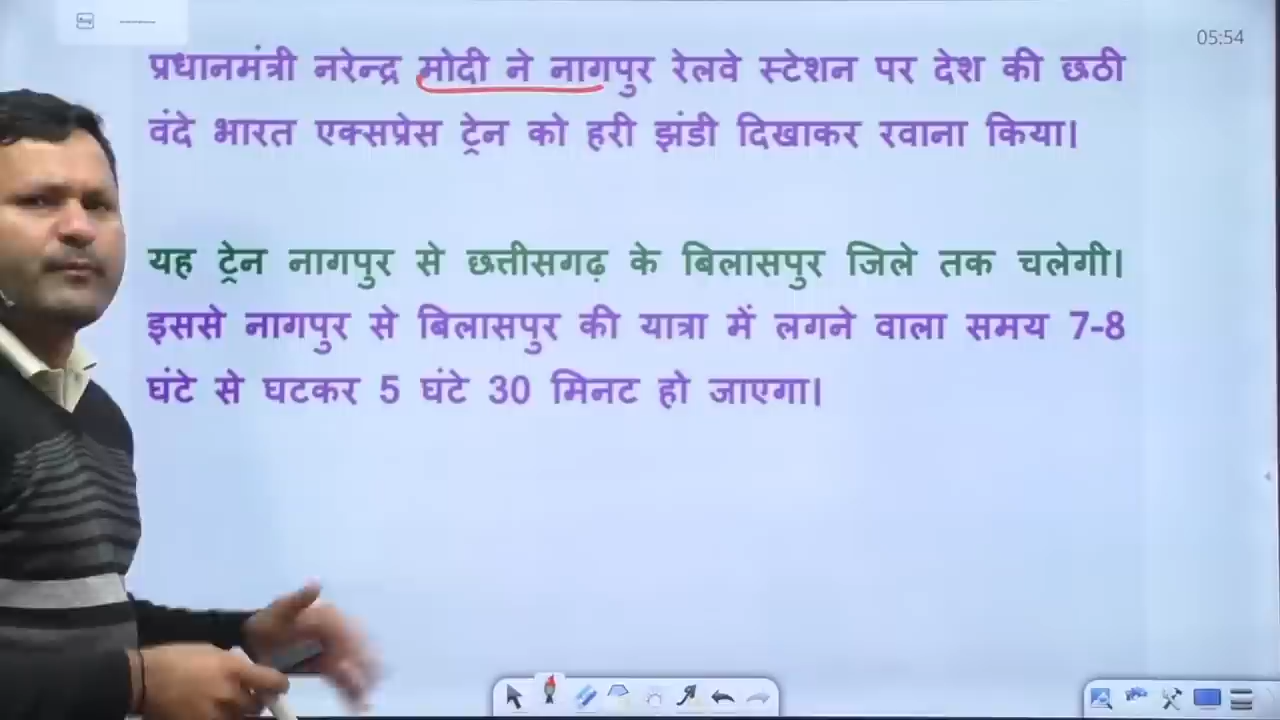 05:54
प्रधानमंत्री नरेन्द्र मोदी ने नागपुर रेलवे स्टेशन पर देश की छठी
वंदे भारत एक्सप्रेस ट्रेन को हरी झंडी दिखाकर रवाना किया।
यह ट्रेन नागपुर से छत्तीसगढ़ के बिलासपुर जिले तक चलेगी।
इससे नागपुर से बिलासपुर की यात्रा में लगने वाला समय 7-8
घंटे से घटकर 5 घंटे 30 मिनट हो जाएगा।